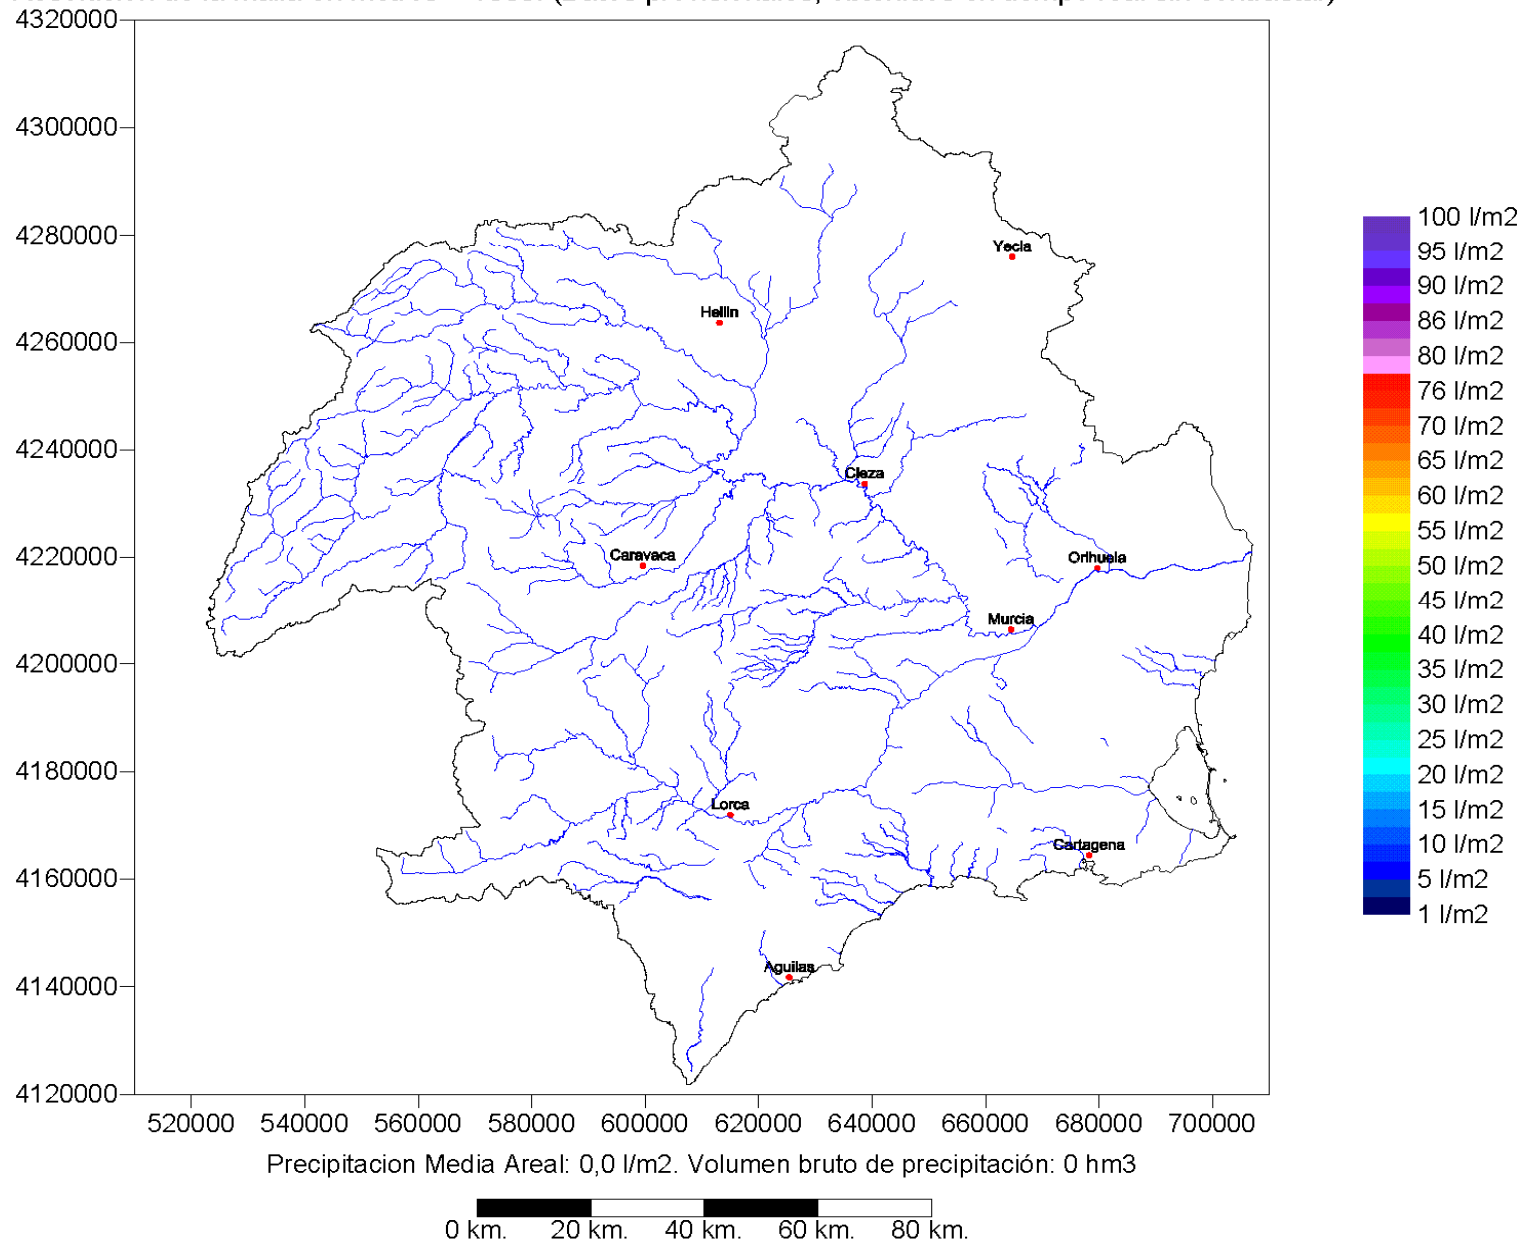 4320000
4300000
4280000
4260000
4240000
4220000
4200000
4180000
4160000
4140000
4120000
520000 540000 560000 580000 600000 620000 640000 660000 680000 700000
Yecla
Hellin
Cieza
Caravaca
Orihuela
Murcia
Lorca
Cartagena
Aguilas
100 l/m2
95 l/m2
90 l/m2
86 l/m2
80 l/m2
76 l/m2
70 l/m2
65 l/m2
60 l/m2
55 l/m2
50 l/m2
45 l/m2
40 l/m2
35 l/m2
30 l/m2
25 l/m2
20 l/m2
15 l/m2
10 l/m2
5 l/m2
1 l/m2
Precipitacion Media Areal: 0,0 l/m2. Volumen bruto de precipitación: 0 hm3
0 km. 20 km. 40 km. 60 km. 80 km.